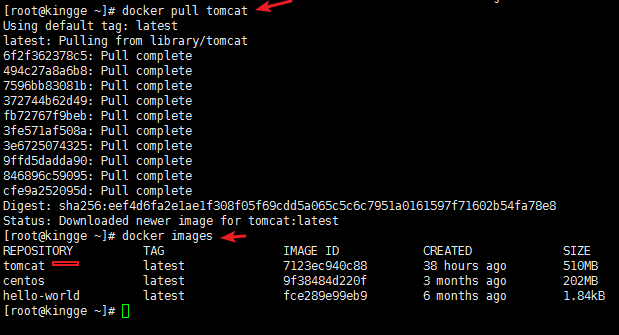 [root@kingge ~]# docker pull tomcat
Using default tag: latest
latest: Pulling from library/tomcat
6f2f362378c5: Pull complete
494c27a8a6b8: Pull complete
7596bb83081b: Pull complete
372744b62d49: Pull complete
fb72767f9beb: Pull complete
3fe571af508a: Pull complete
3e6725074325: Pull complete
9ffd5dadda90: Pull complete
846896c59095: Pull complete
cfe9a252095d: Pull complete
Digest: sha256:eef4d6fa2e1ae1f308f05f69cdd5a065c5c6c7951a0161597f71602b54fa78e8
Status: Downloaded newer image for tomcat:latest
[root@kingge ~]# docker images
REPOSITORY TAG IMAGE ID CREATED SIZE
tomcat latest 7123ec940c88 38 hours ago 510MB
centos latest 9f38484d220f 3 months ago 202MB
hello-world latest fce289e99eb9 6 months ago 1.84kB
[root@kingge ~]#